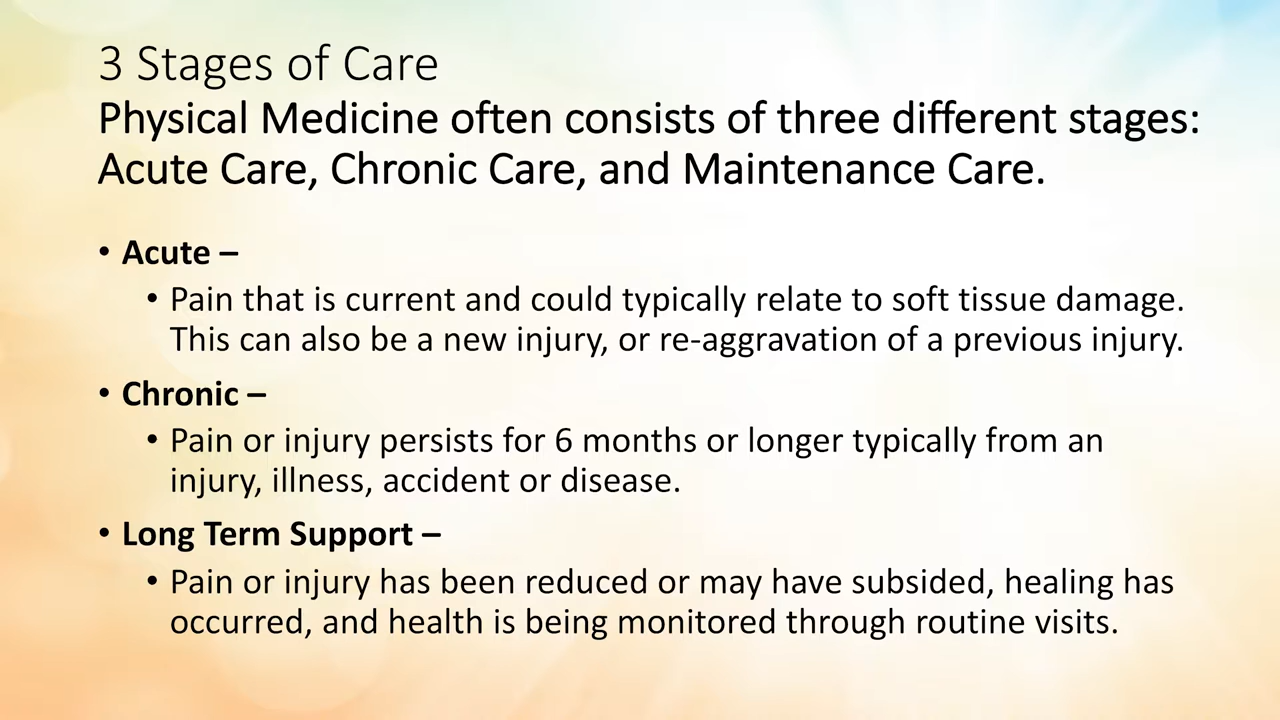 3 Stages of Care
Physical Medicine often consists of three different stages:
Acute Care, Chronic Care, and Maintenance Care.
• Acute –
• Pain that is current and could typically relate to soft tissue damage.
This can also be a new injury, or re-aggravation of a previous injury.
• Chronic –
• Pain or injury persists for 6 months or longer typically from an
injury, illness, accident or disease.
• Long Term Support –
• Pain or injury has been reduced or may have subsided, healing has
occurred, and health is being monitored through routine visits.